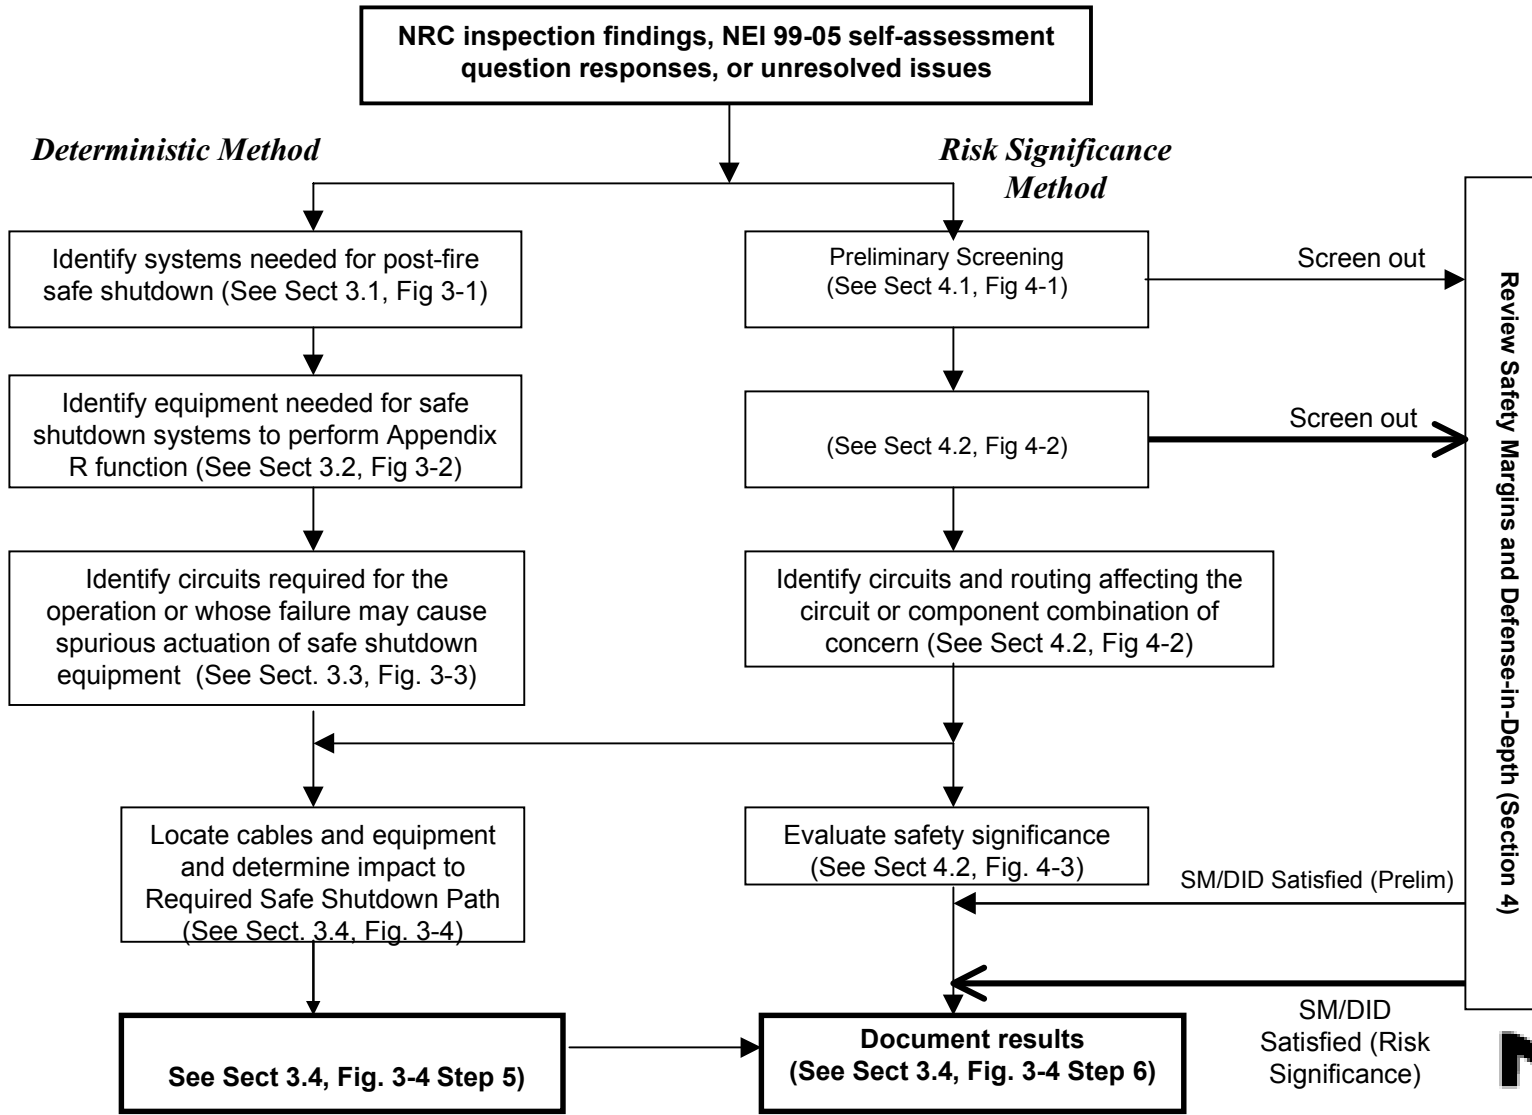 NRC inspection findings, NEI 99-05 self-assessment
question responses, or unresolved issues
Deterministic Method
Risk Significance
Method
Identify systems needed for post-fire
safe shutdown (See Sect 3.1, Fig 3-1)
Preliminary Screening
(See Sect 4.1, Fig 4-1)
Screen out
Identify equipment needed for safe
shutdown systems to perform Appendix
R function (See Sect 3.2, Fig 3-2)
(See Sect 4.2, Fig 4-2)
Screen out
Identify circuits required for the
operation or whose failure may cause
spurious actuation of safe shutdown
equipment  (See Sect. 3.3, Fig. 3-3)
Identify circuits and routing affecting the
circuit or component combination of
concern (See Sect 4.2, Fig 4-2)
Review Safety Margins and Defense-in-Depth (Section 4)
Locate cables and equipment
and determine impact to
Required Safe Shutdown Path
(See Sect. 3.4, Fig. 3-4)
Evaluate safety significance
(See Sect 4.2, Fig. 4-3)
SM/DID Satisfied (Prelim)
SM/DID
Satisfied (Risk
Significance)
See Sect 3.4, Fig. 3-4 Step 5)
Document results
(See Sect 3.4, Fig. 3-4 Step 6)